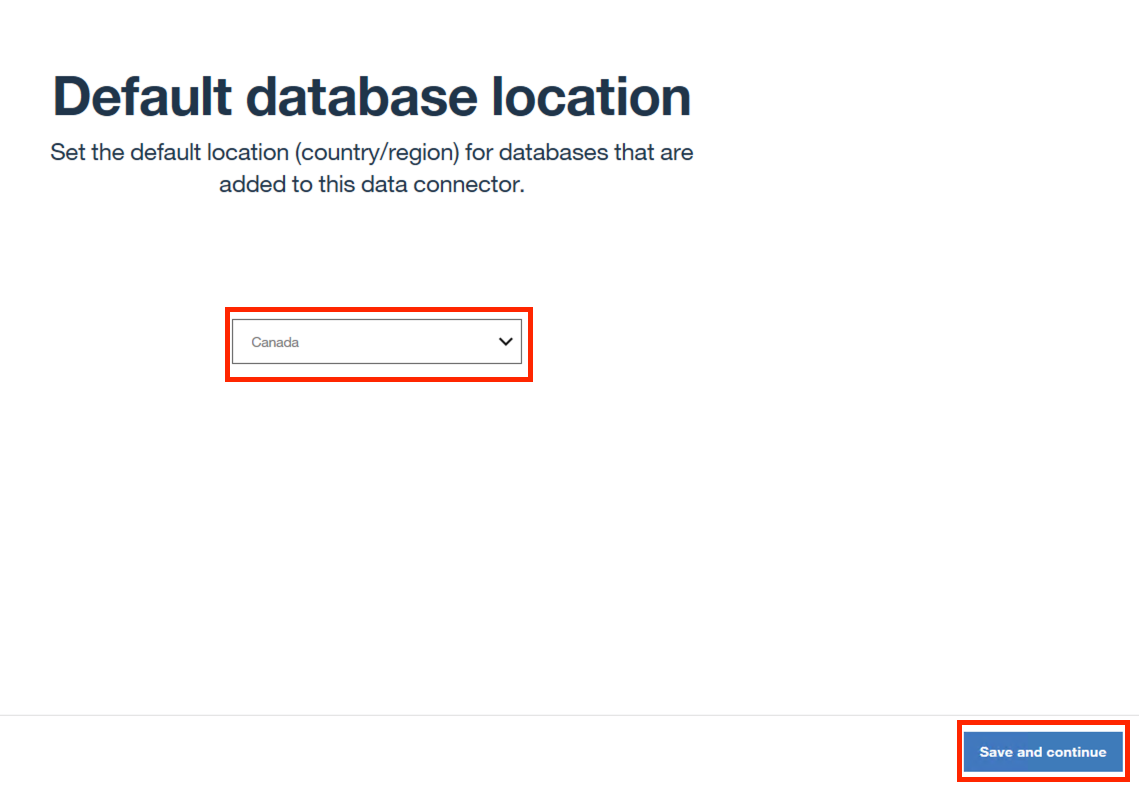 Default database location
Set the default location (country/region) for databases that are
added to this data connector.
Canada
Save and continue